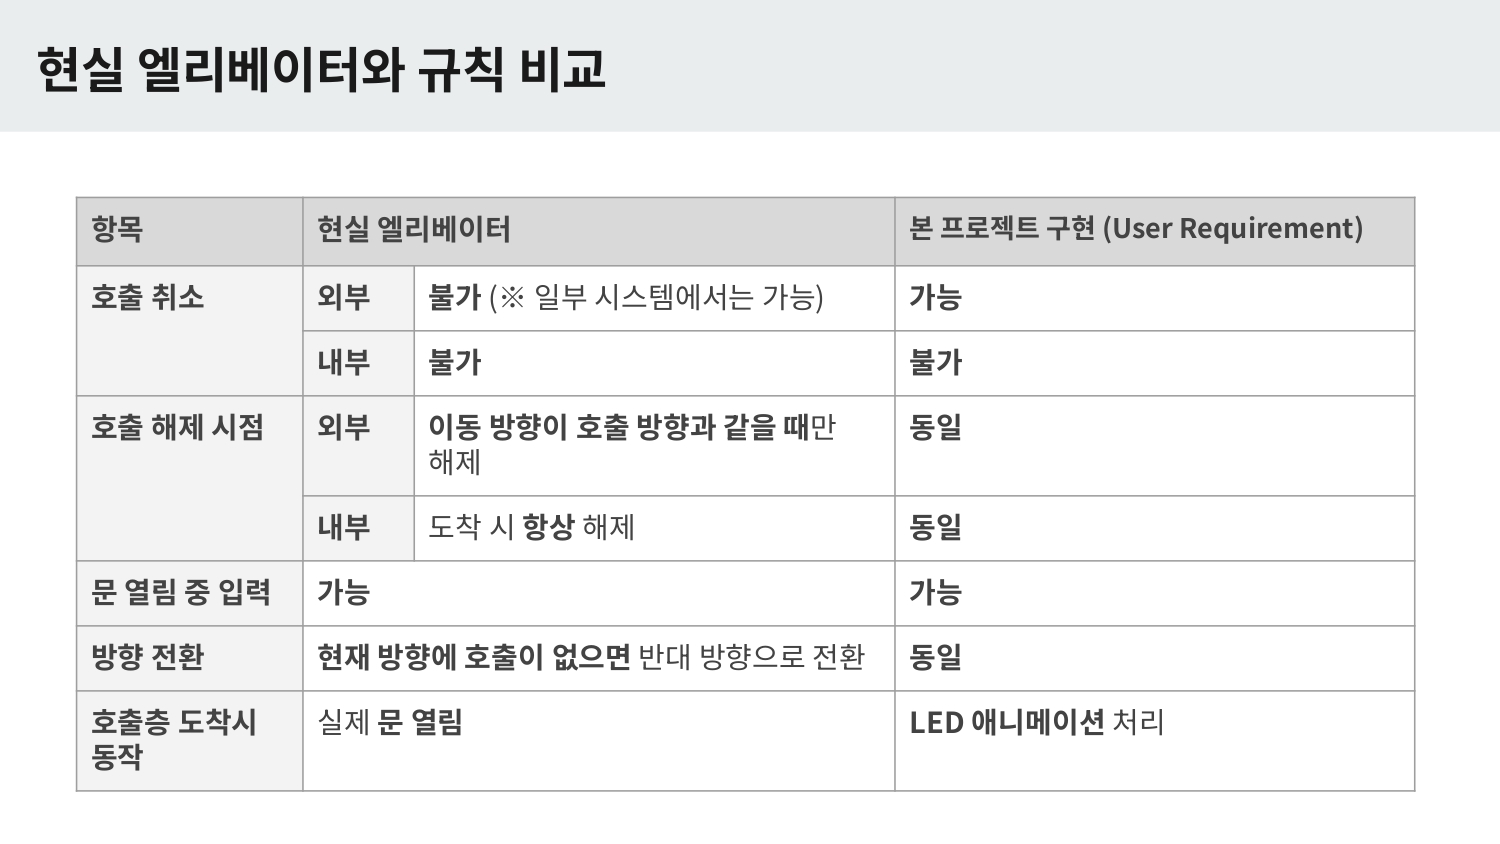 현실 엘리베이터와 규칙 비교
항목
현실 엘리베이터
본 프로젝트 구현 (User Requirement)
호출 취소
외부
불가 (※ 일부 시스템에서는 가능)
가능
내부
불가
불가
호출 해제 시점
외부
이동 방향이 호출 방향과 같을 때만
해제
동일
내부
도착 시 항상 해제
동일
문 열림 중 입력
가능
가능
방향 전환
현재 방향에 호출이 없으면 반대 방향으로 전환
동일
호출층 도착시
동작
실제 문 열림
LED 애니메이션 처리